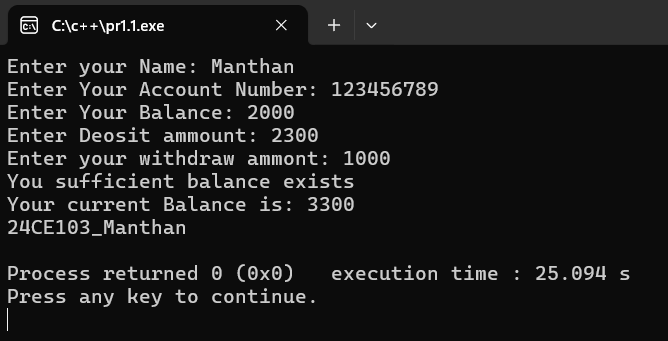 C:\c++\pr1.1.exe
Enter your Name: Manthan
Enter Your Account Number: 123456789
Enter Your Balance: 2000
Enter Deosit ammount: 2300
Enter your withdraw ammont: 1000
You sufficient balance exists
Your current Balance is: 3300
24CE103_Manthan
Process returned 0 (0x0)   execution time : 25.094 s
Press any key to continue.